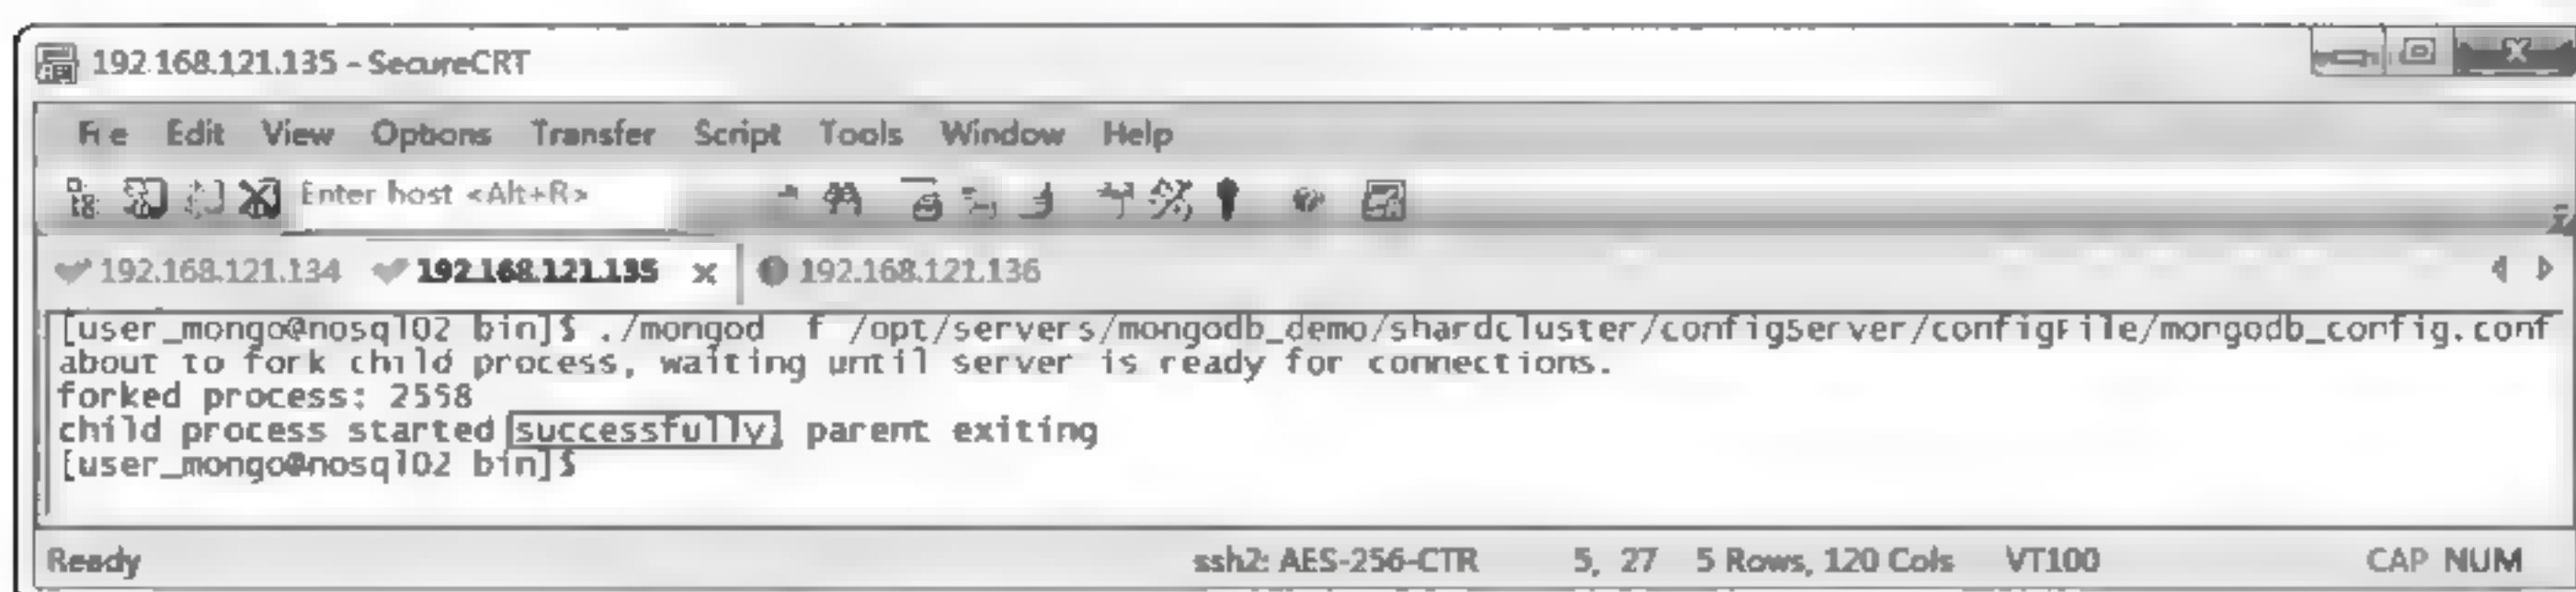 192.168.121.135 - SecureCRT
File Edit View Options Transfer Script Tools Window Help
Enter host <Alt+R>
192.168.121.134 192.168.121.135 x 192.168.121.136
[user_mongo@nosql02 bin]$ ./mongod f /opt/servers/mongodb_demo/shardcluster/configServer/configFile/mongodb_config.conf
about to fork child process, waiting until server is ready for connections.
forked process: 2558
child process started successfully, parent exiting
[user_mongo@nosql02 bin]$
Ready ssh2: AES-256-CTR 5, 27 5 Rows, 120 Cols VT100 CAP NUM